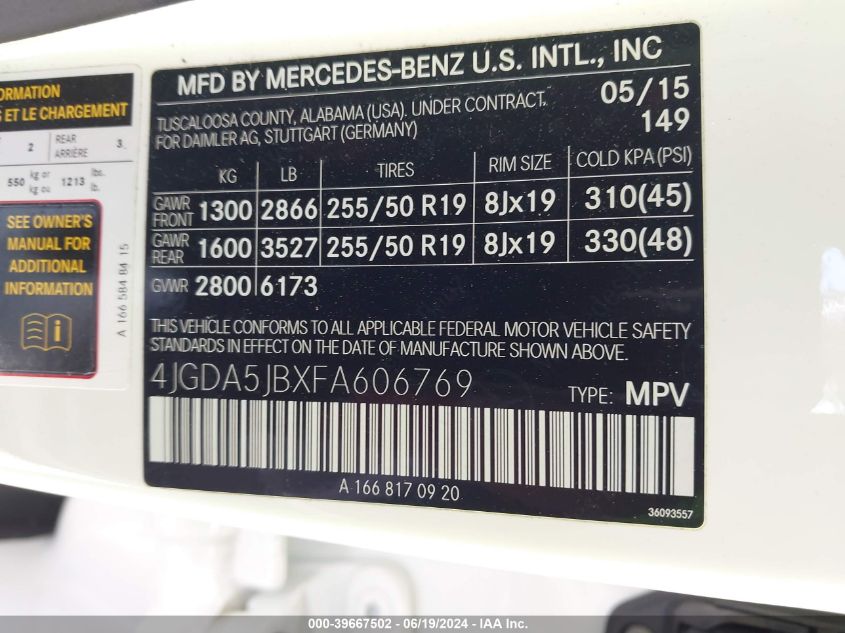 ORMATION
S ET LE CHARGEMENT
2 REAR ARRIÈRE 3
550 kg or kg ou 1213 lbs. lb.
SEE OWNER'S
MANUAL FOR
ADDITIONAL
INFORMATION
A 166 584 84 15
MFD BY MERCEDES-BENZ U.S. INTL., INC
TUSCALOOSA COUNTY, ALABAMA (USA). UNDER CONTRACT.
FOR DAIMLER AG, STUTTGART (GERMANY)
05/15
149
KG LB TIRES RIM SIZE COLD KPA (PSI)
GAWR FRONT 1300 2866 255/50 R19 8Jx19 310(45)
GAWR REAR 1600 3527 255/50 R19 8Jx19 330(48)
GVWR 2800 6173
THIS VEHICLE CONFORMS TO ALL APPLICABLE FEDERAL MOTOR VEHICLE SAFETY
STANDARDS IN EFFECT ON THE DATE OF MANUFACTURE SHOWN ABOVE.
4JGDA5JBXFA606769 TYPE: MPV
A 166 817 09 20
36093557
000-39667502 / 06/19/2024 - IAA Inc.